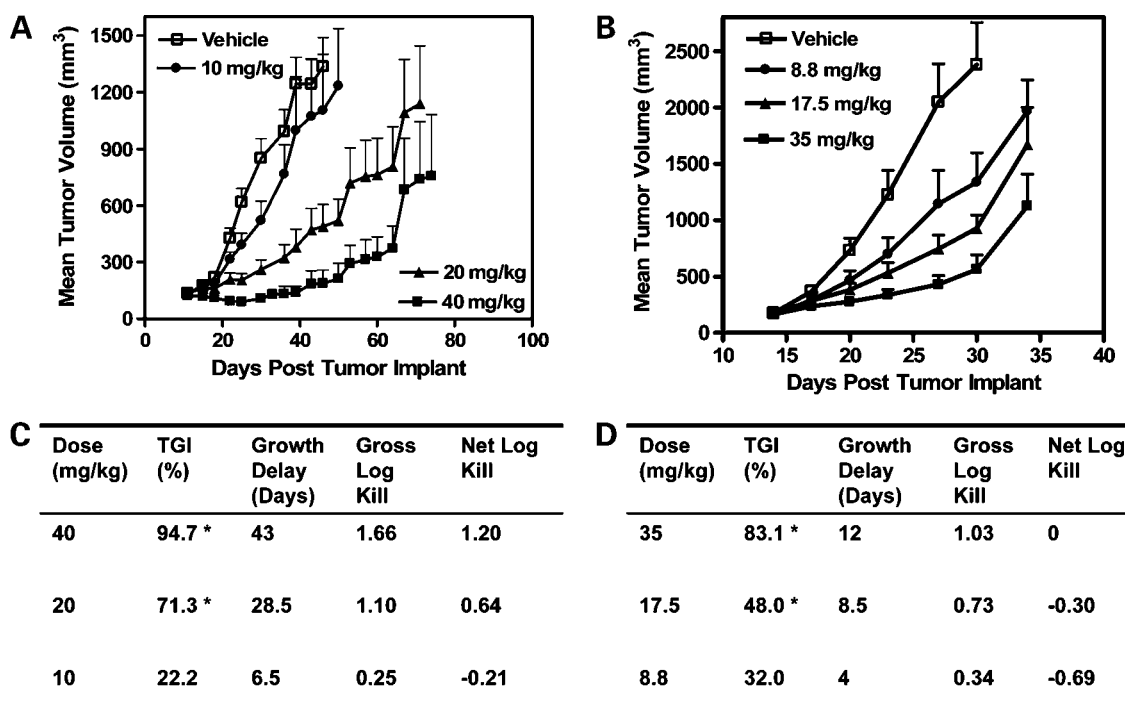 A
Mean Tumor Volume (mm³)
1500
1200
900
600
300
0
Vehicle
10 mg/kg
20 mg/kg
40 mg/kg
0 20 40 60 80 100
Days Post Tumor Implant
B
Mean Tumor Volume (mm³)
2500
2000
1500
1000
500
0
Vehicle
8.8 mg/kg
17.5 mg/kg
35 mg/kg
10 15 20 25 30 35 40
Days Post Tumor Implant
C
Dose TGI Growth Gross Net Log
(mg/kg) (%) Delay Log Kill
(Days) Kill
40 94.7 * 43 1.66 1.20
20 71.3 * 28.5 1.10 0.64
10 22.2 6.5 0.25 -0.21
D
Dose TGI Growth Gross Net Log
(mg/kg) (%) Delay Log Kill
(Days) Kill
35 83.1 * 12 1.03 0
17.5 48.0 * 8.5 0.73 -0.30
8.8 32.0 4 0.34 -0.69